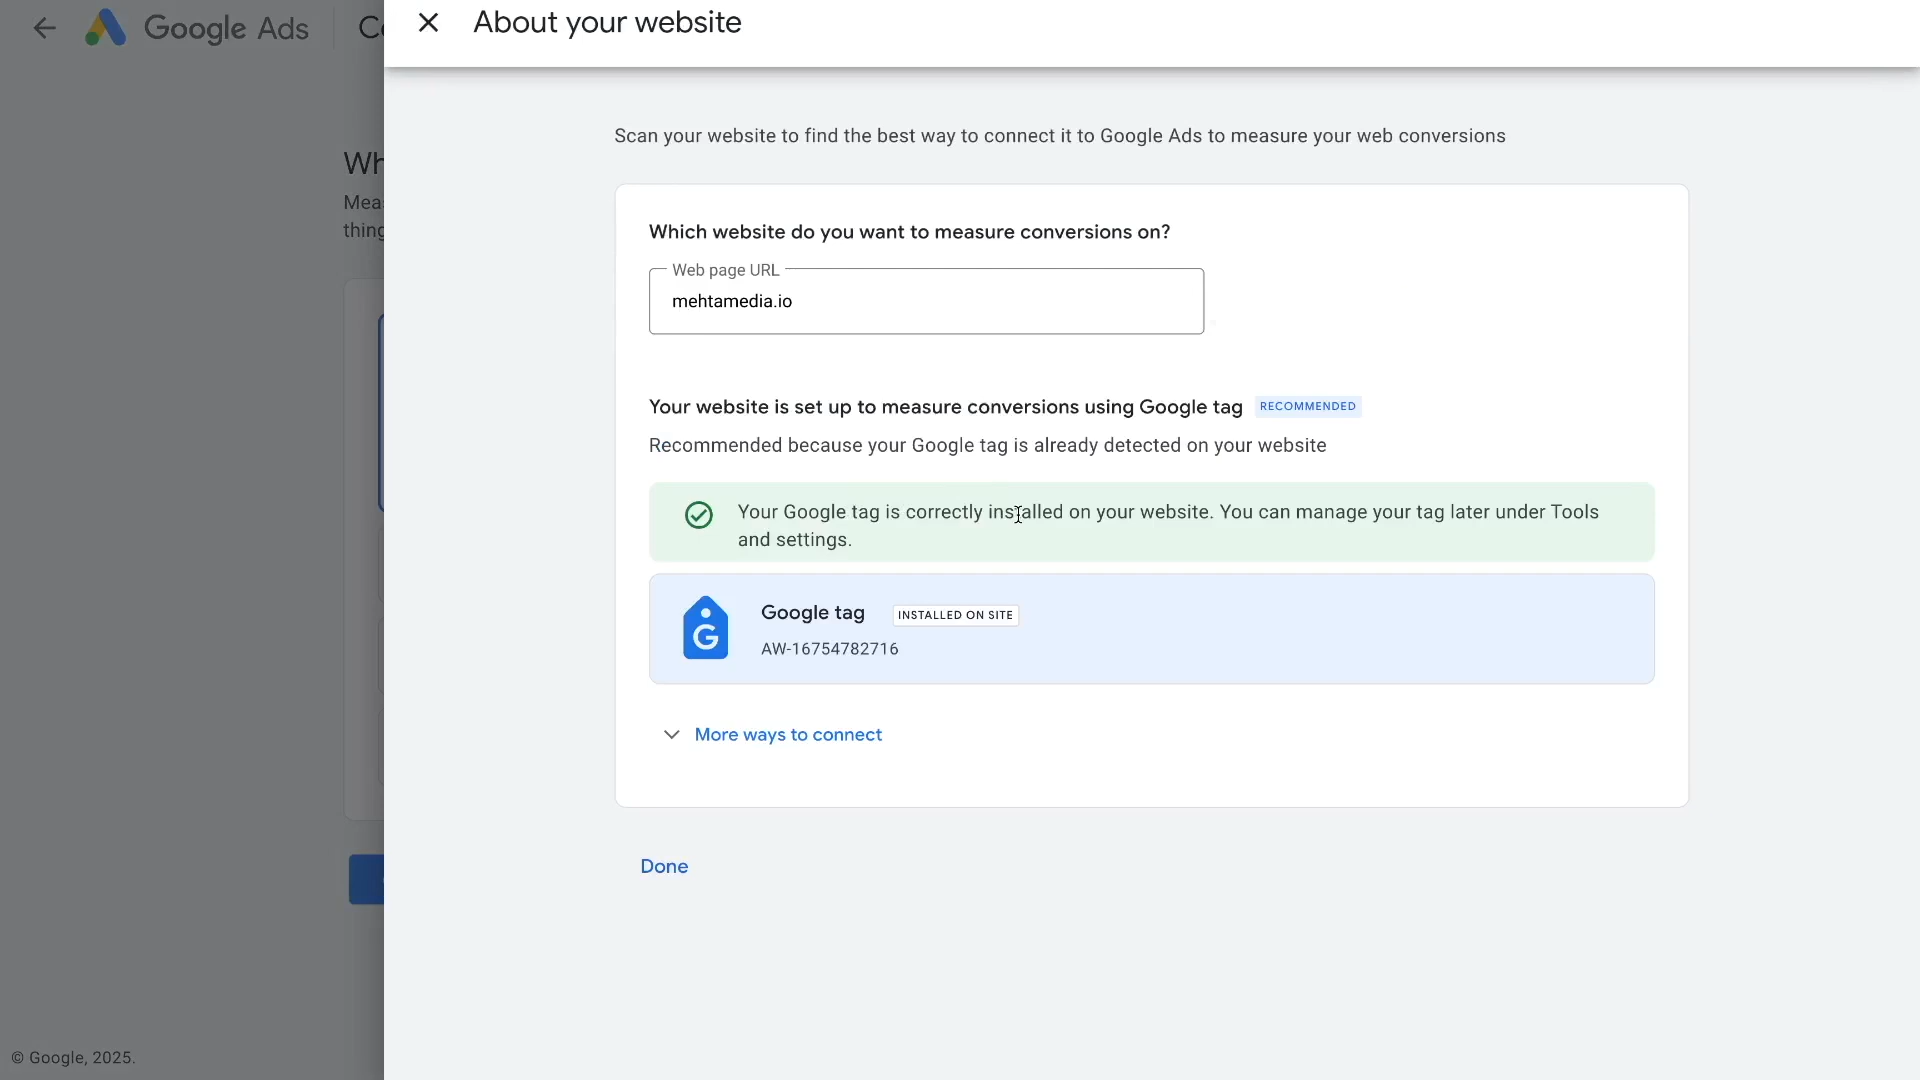 Google Ads
About your website
Scan your website to find the best way to connect it to Google Ads to measure your web conversions
Which website do you want to measure conversions on?
Web page URL
mehtamedia.io
Your website is set up to measure conversions using Google tag RECOMMENDED
Recommended because your Google tag is already detected on your website
Your Google tag is correctly installed on your website. You can manage your tag later under Tools
and settings.
Google tag INSTALLED ON SITE
AW-16754782716
More ways to connect
Done
© Google, 2025.